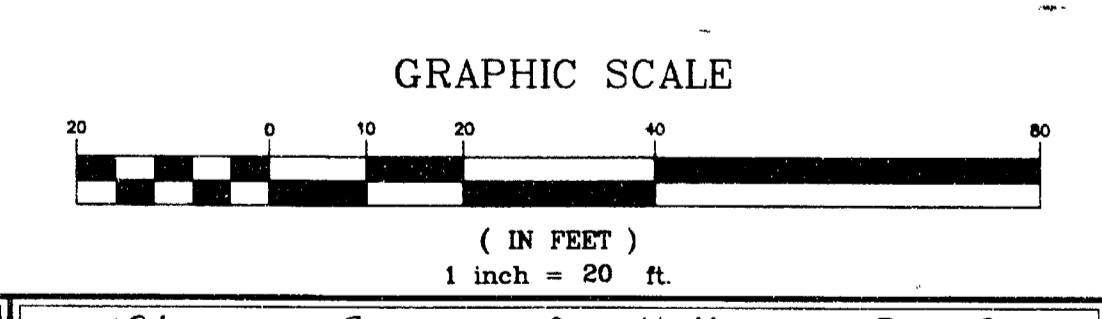 GRAPHIC SCALE
20 0 10 20 40 80
( IN FEET )
1 inch = 20 ft.